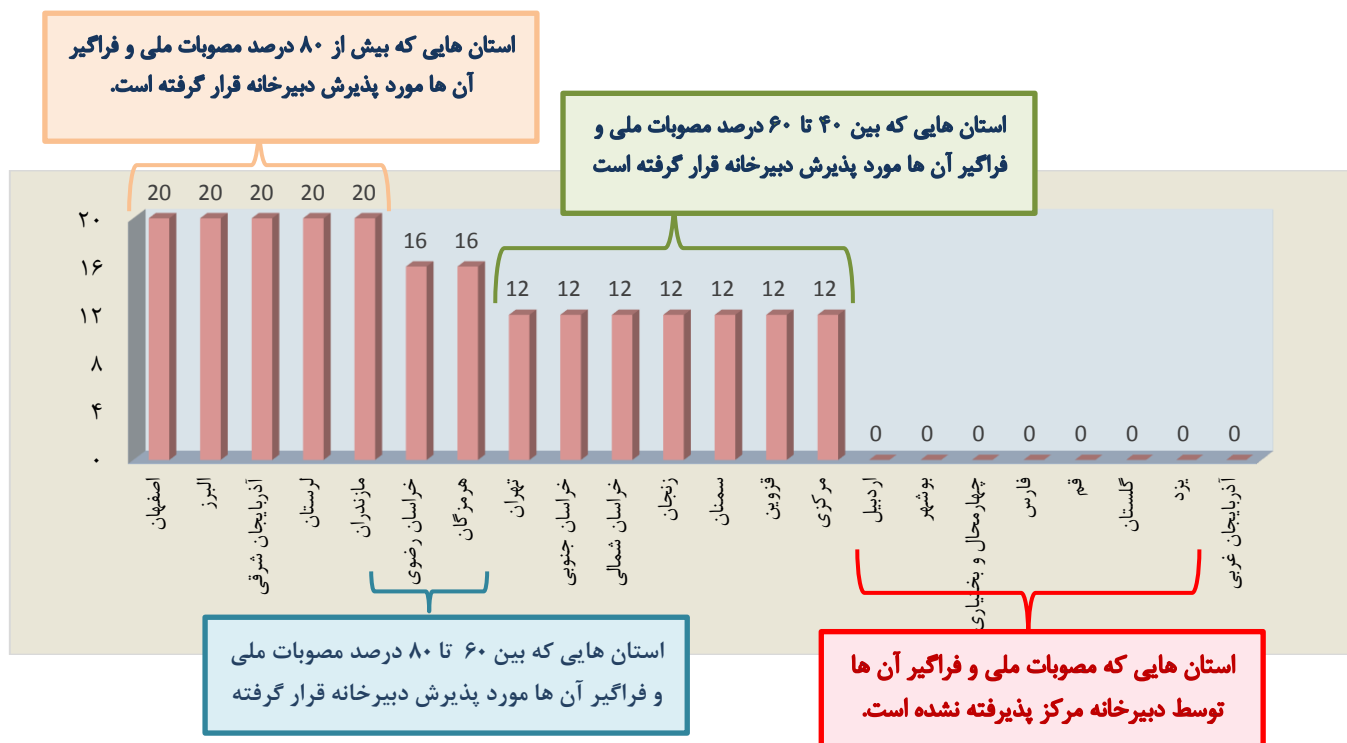 استان هایی که بیش از ۸۰ درصد مصوبات ملی و فراگیر
آن ها مورد پذیرش دبیرخانه قرار گرفته است.
استان هایی که بین ۴۰ تا ۶۰ درصد مصوبات ملی و
فراگیر آن ها مورد پذیرش دبیرخانه قرار گرفته است
20 20 20 20 20 16 16 12 12 12 12 12 12 12 0 0 0 0 0 0 0 0
۲۰
۱۶
۱۲
۸
۴
۰
اصفهان
البرز
آذربایجان شرقی
لرستان
مازندران
خراسان رضوی
هرمزگان
تهران
خراسان جنوبی
خراسان شمالی
زنجان
سمنان
قزوین
مرکزی
اردبیل
بوشهر
چهارمحال و بختیاری
فارس
قم
گلستان
یزد
آذربایجان غربی
استان هایی که بین ۶۰ تا ۸۰ درصد مصوبات ملی
و فراگیر آن ها مورد پذیرش دبیرخانه قرار گرفته
استان هایی که مصوبات ملی و فراگیر آن ها
توسط دبیرخانه مرکز پذیرفته نشده است.